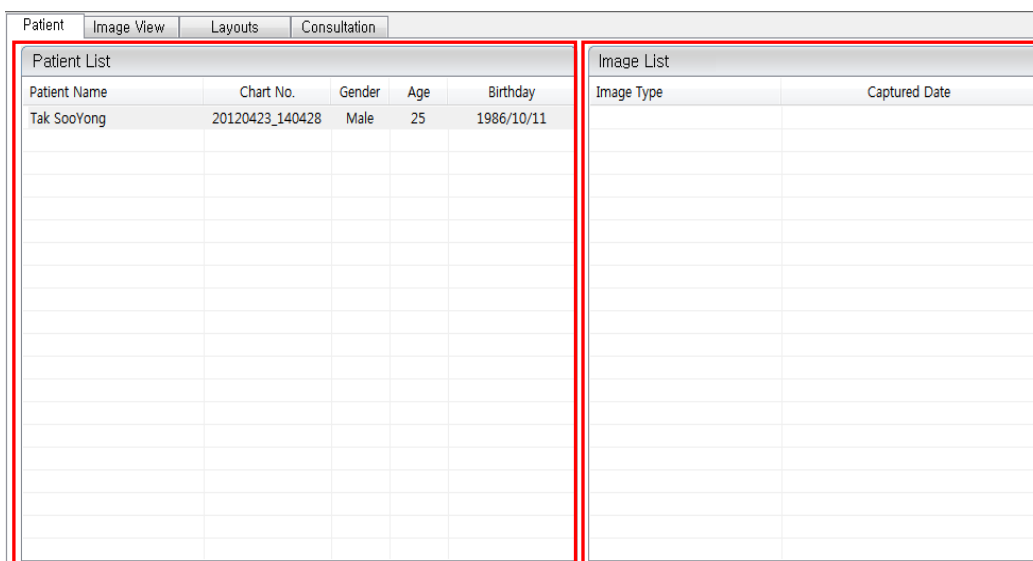 Patient Image View Layouts Consultation
Patient List
Patient Name Chart No. Gender Age Birthday
Tak SooYong 20120423_140428 Male 25 1986/10/11
Image List
Image Type Captured Date